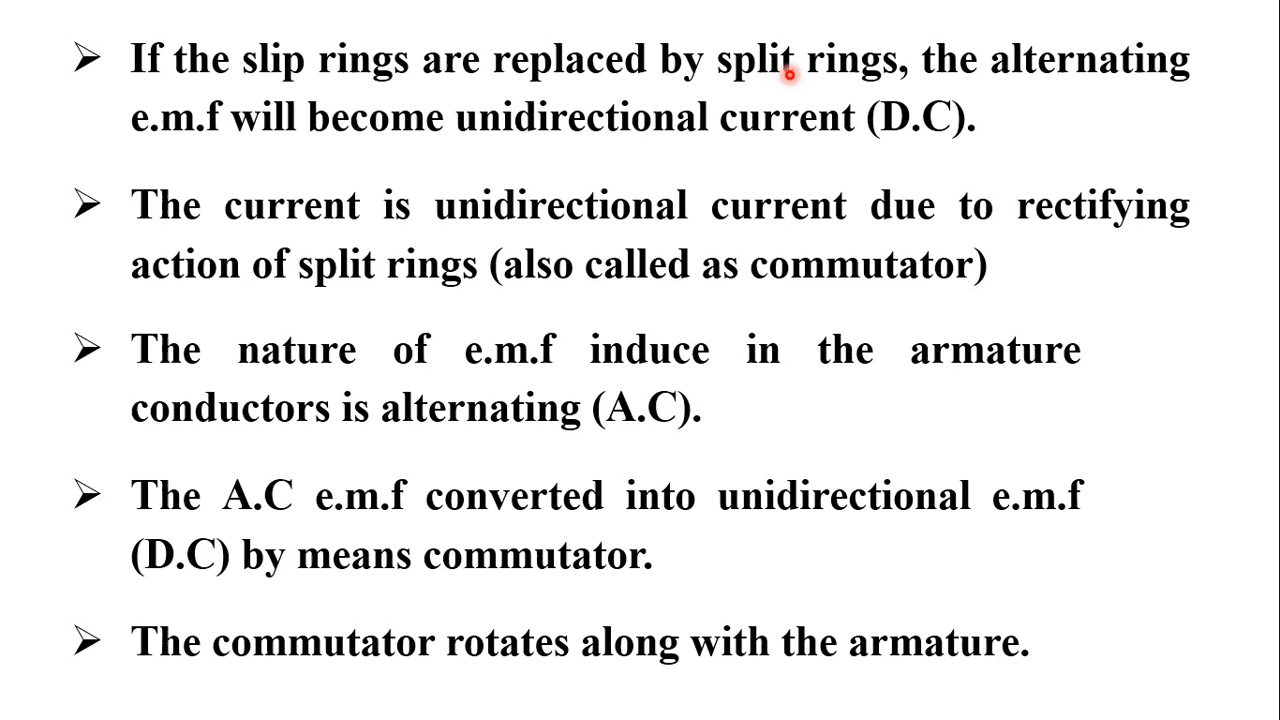 ➢ If the slip rings are replaced by split rings, the alternating
e.m.f will become unidirectional current (D.C).
➢ The current is unidirectional current due to rectifying
action of split rings (also called as commutator)
➢ The nature of e.m.f induce in the armature
conductors is alternating (A.C).
➢ The A.C e.m.f converted into unidirectional e.m.f
(D.C) by means commutator.
➢ The commutator rotates along with the armature.